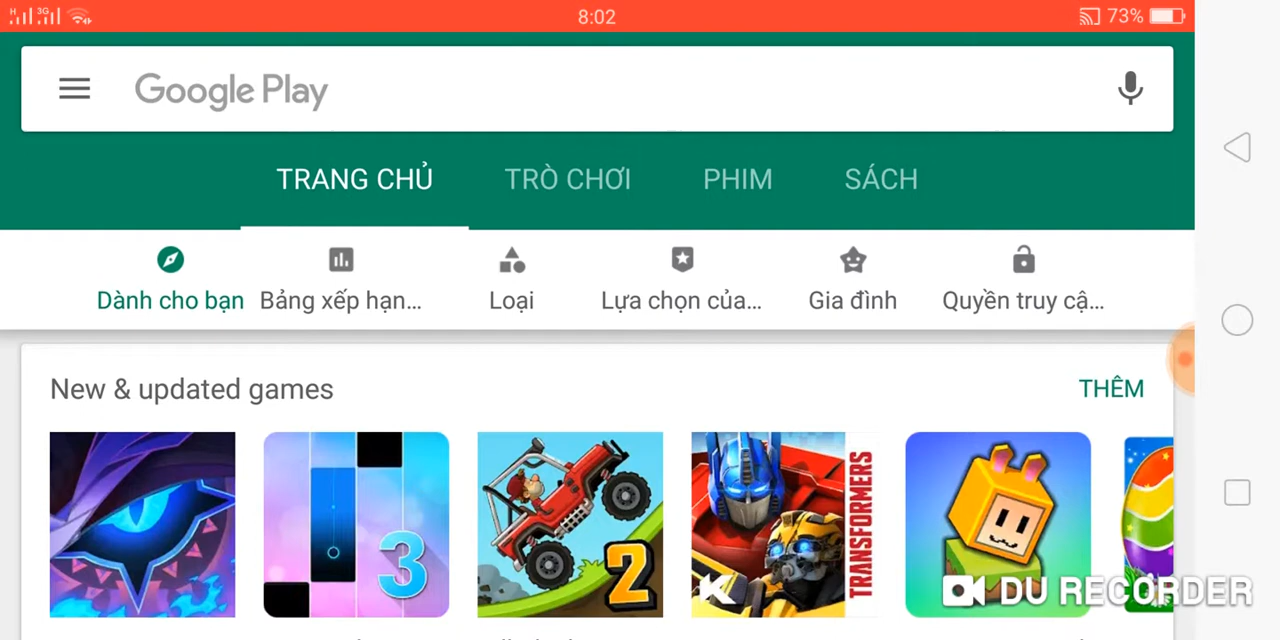 H 3G 8:02 73%
Google Play
TRANG CHỦ TRÒ CHƠI PHIM SÁCH
Dành cho bạn Bảng xếp hạn... Loại Lựa chọn của... Gia đình Quyền truy cậ...
New & updated games THÊM
3 2 TRANSFORMERS
DU RECORDER